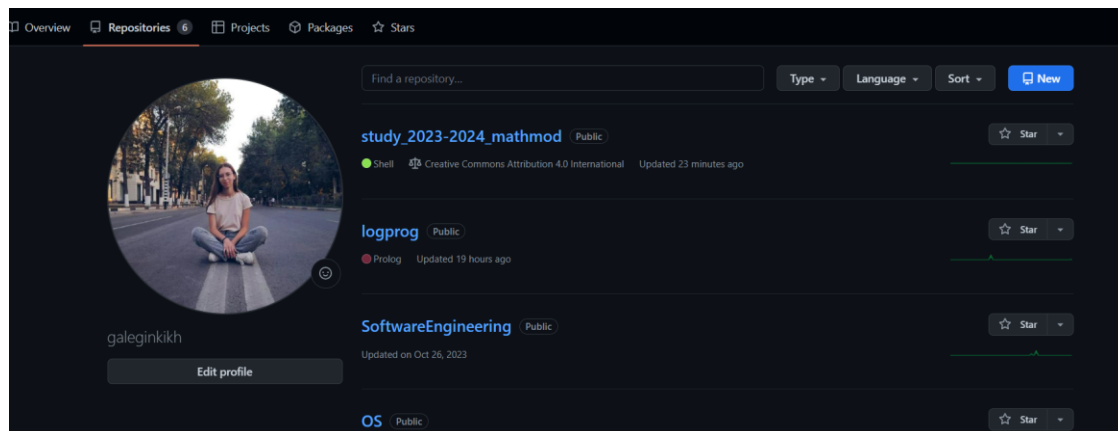 Overview Repositories 6 Projects Packages Stars
Find a repository... Type Language Sort New
study_2023-2024_mathmod Public Star
Shell Creative Commons Attribution 4.0 International Updated 23 minutes ago
logprog Public Star
Prolog Updated 19 hours ago
galeginkikh
Edit profile
SoftwareEngineering Public Star
Updated on Oct 26, 2023
OS Public Star